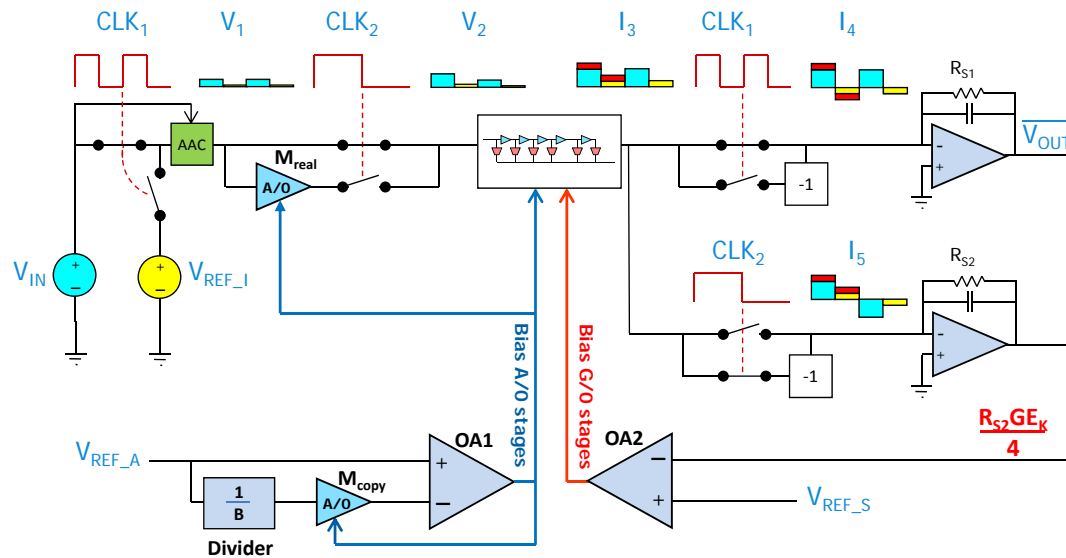 CLK1 V1 CLK2 V2 I3 CLK1 I4
RS1
AAC
Mreal
A/0
-1
- +
VOUT
VIN
+ −
VREF_I
+ −
CLK2 I5
RS2
-1
- +
Bias A/0 stages
Bias G/0 stages
RS2GEK
4
VREF_A
OA1
+ −
OA2
− +
1
B
Mcopy
A/0
Divider
VREF_S